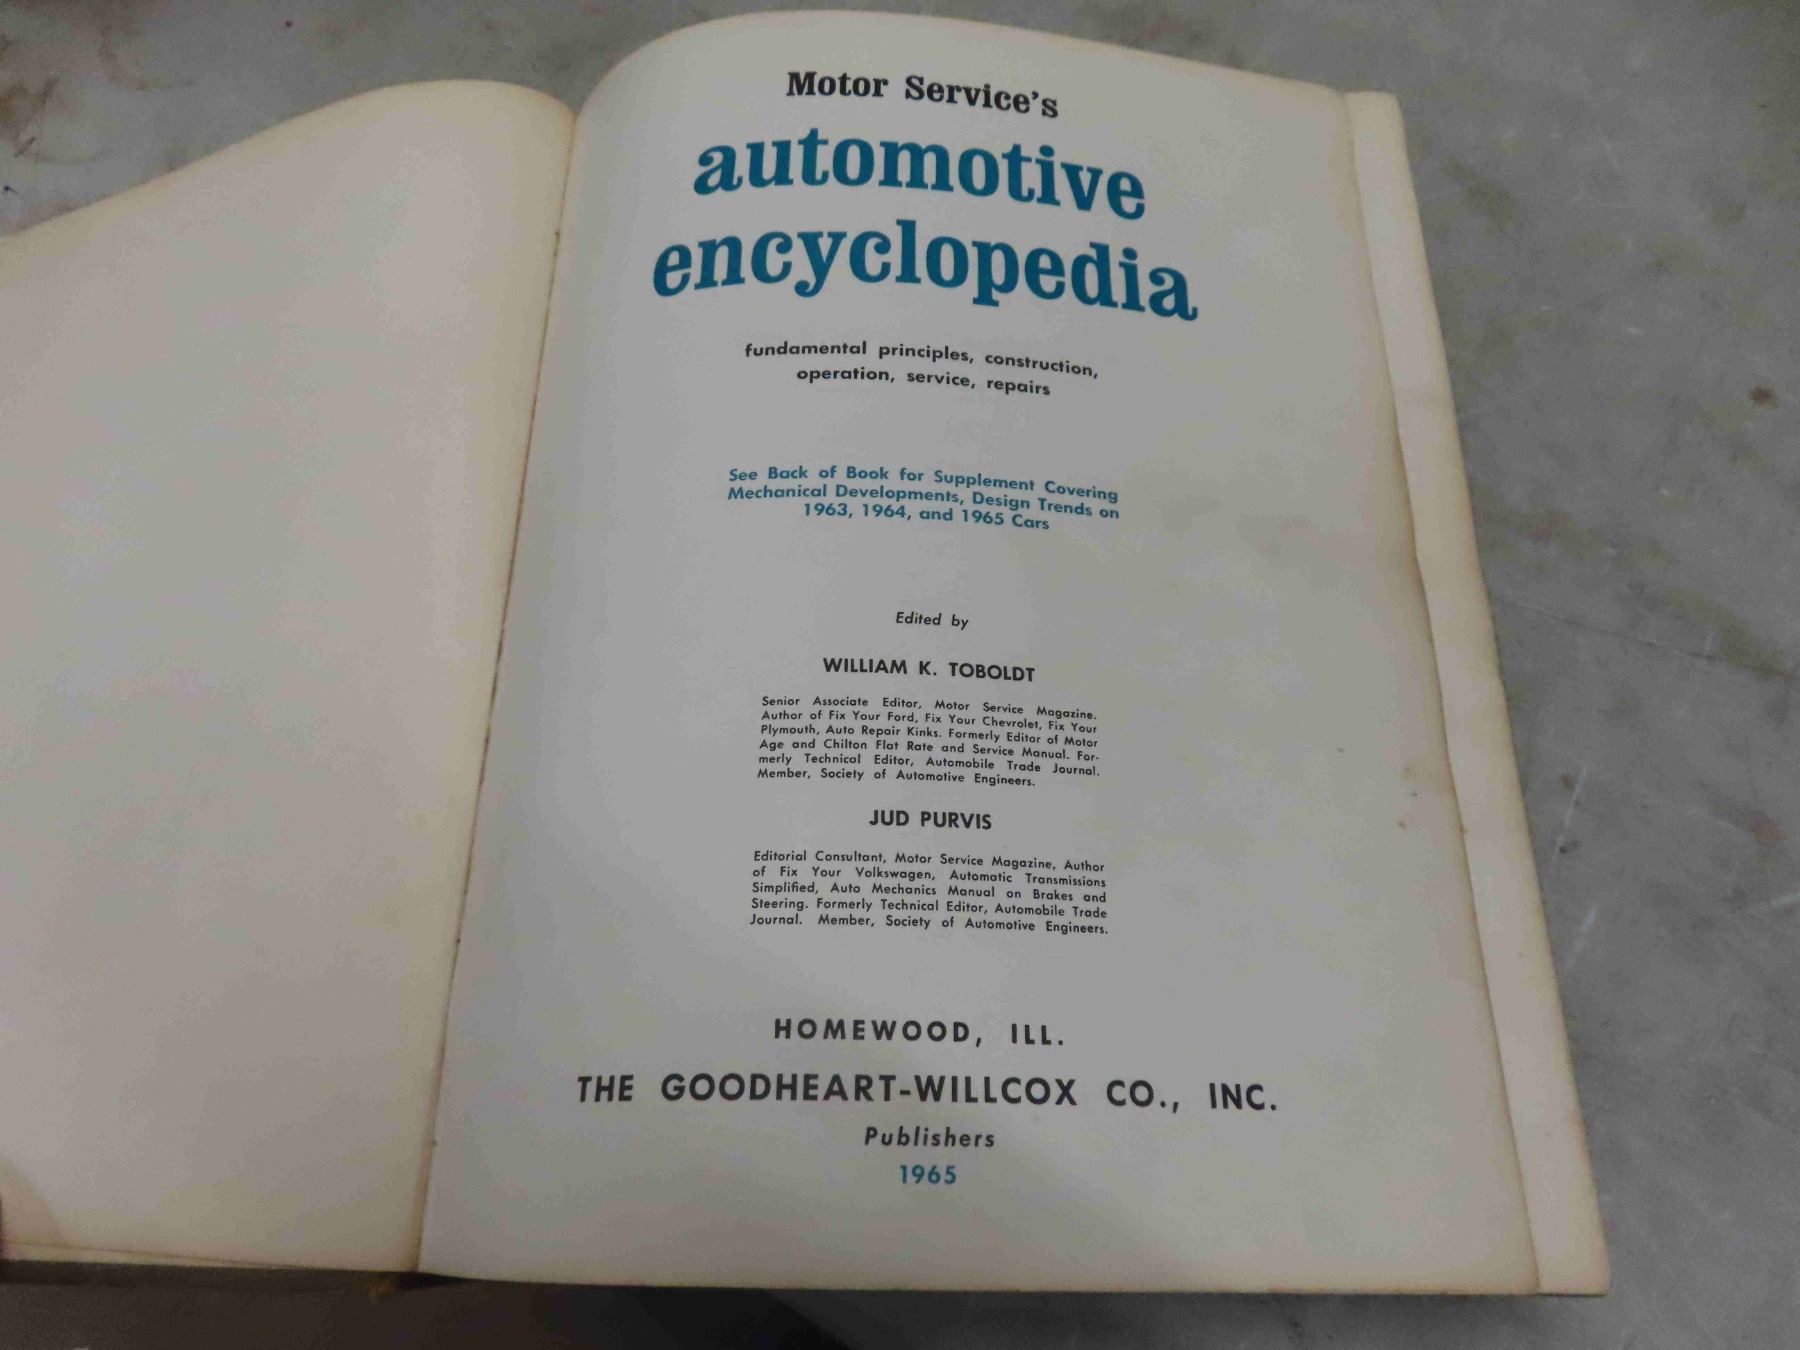 Motor Service's
automotive
encyclopedia
fundamental principles, construction,
operation, service, repairs
See Back of Book for Supplement Covering
Mechanical Developments, Design Trends on
1963, 1964, and 1965 Cars
Edited by
WILLIAM K. TOBOLDT
Senior Associate Editor, Motor Service Magazine.
Author of Fix Your Ford, Fix Your Chevrolet, Fix Your
Plymouth, Auto Repair Kinks. Formerly Editor of Motor
Age and Chilton Flat Rate and Service Manual. For-
merly Technical Editor, Automobile Trade Journal.
Member, Society of Automotive Engineers.
JUD PURVIS
Editorial Consultant, Motor Service Magazine, Author
of Fix Your Volkswagen, Automatic Transmissions
Simplified, Auto Mechanics Manual on Brakes and
Steering. Formerly Technical Editor, Automobile Trade
Journal. Member, Society of Automotive Engineers.
HOMEWOOD, ILL.
THE GOODHEART-WILLCOX CO., INC.
Publishers
1965